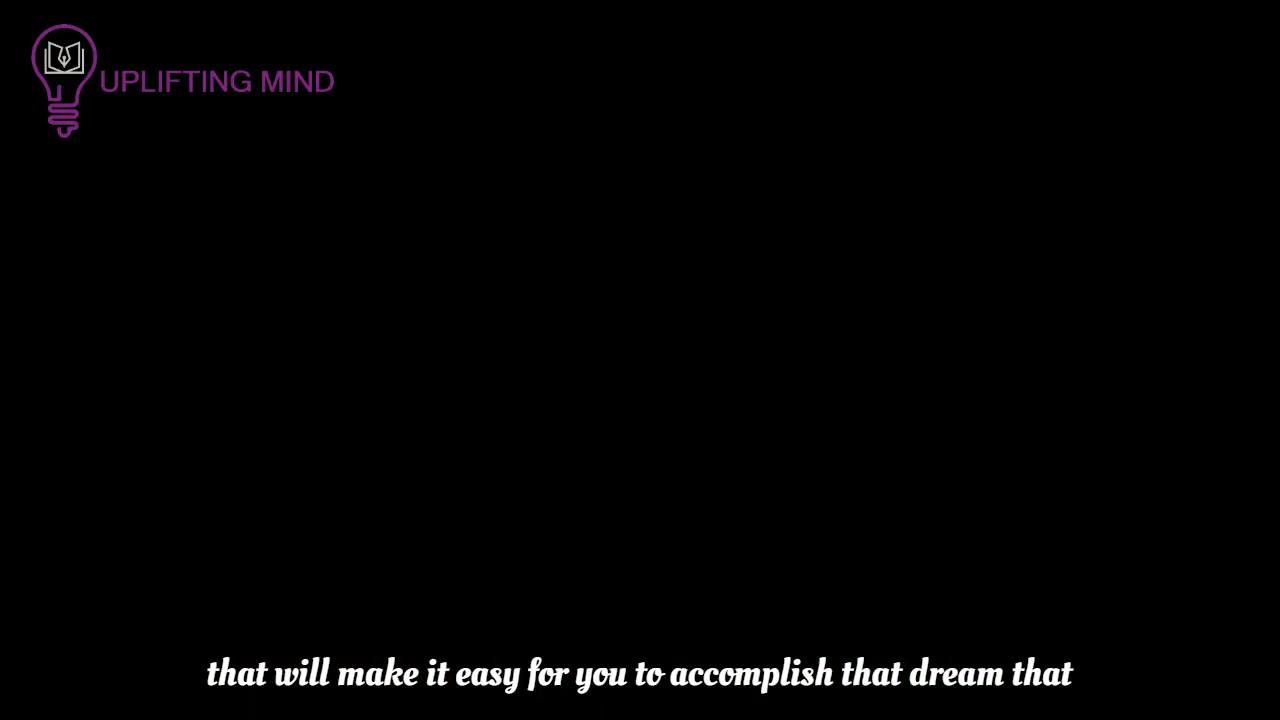 UPLIFTING MIND
that will make it easy for you to accomplish that dream that